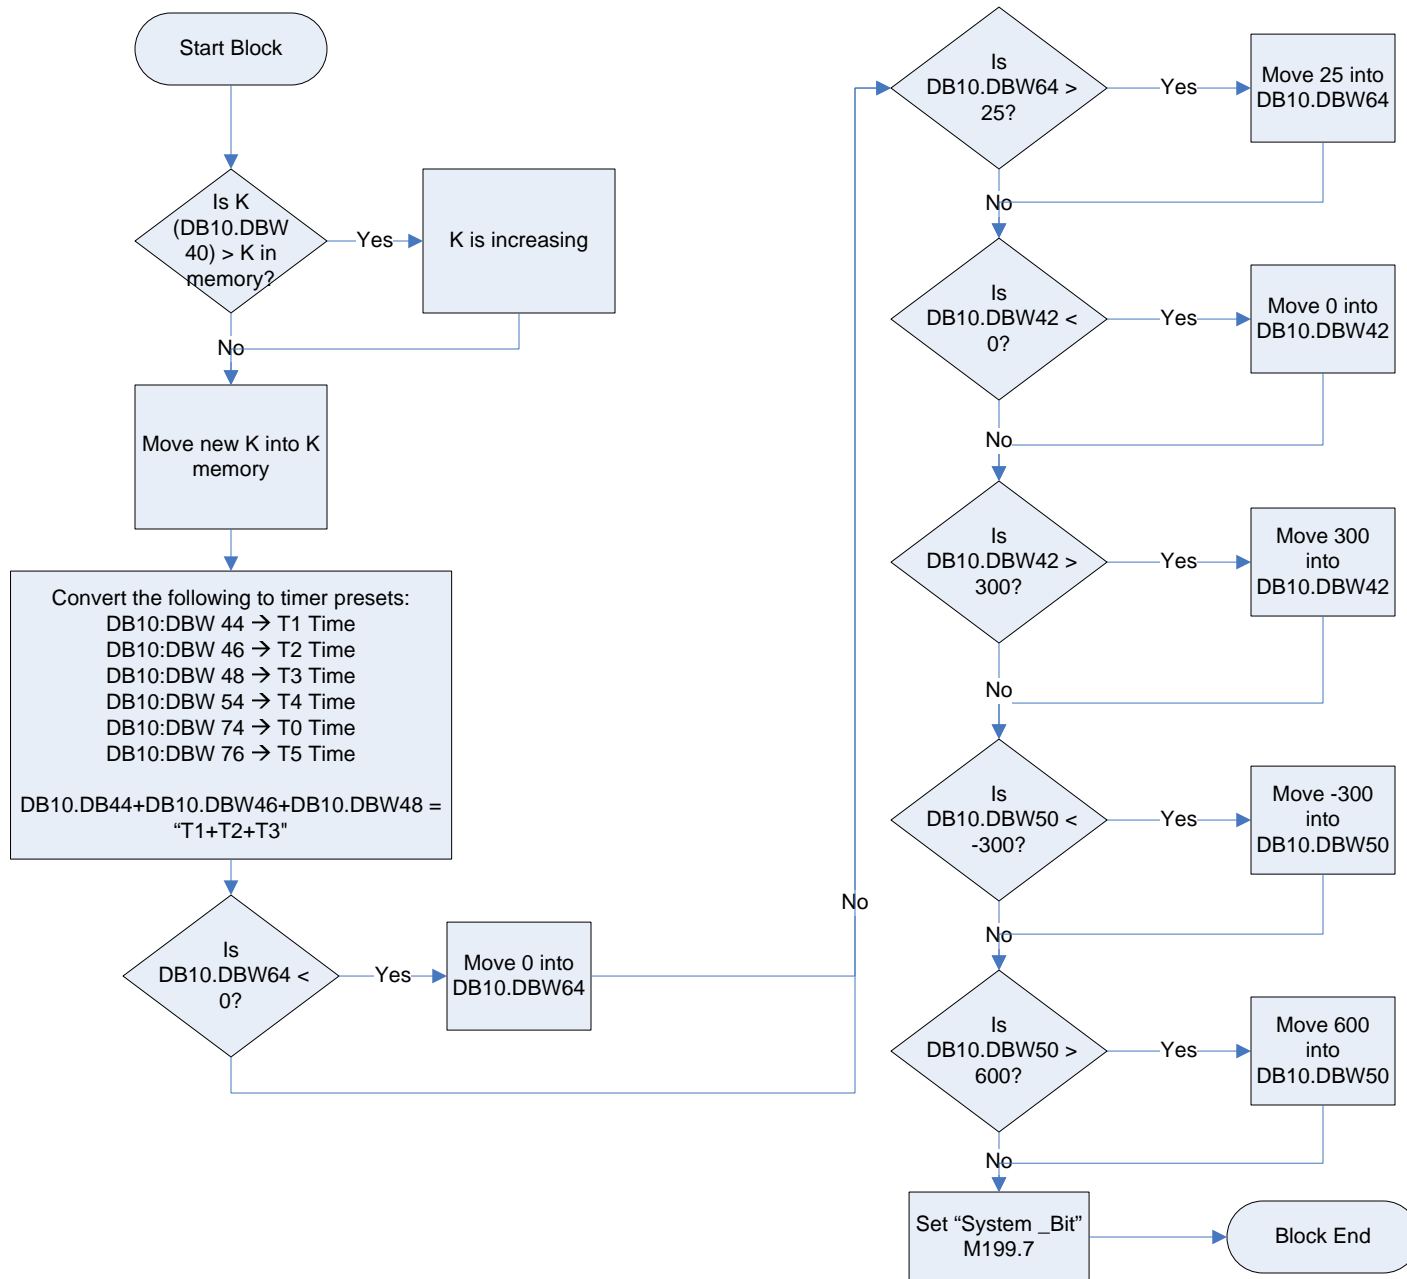 Start Block
Is K
(DB10.DBW
40) > K in
memory?
Yes
K is increasing
No
Move new K into K
memory
Convert the following to timer presets:
DB10:DBW 44 → T1 Time
DB10:DBW 46 → T2 Time
DB10:DBW 48 → T3 Time
DB10:DBW 54 → T4 Time
DB10:DBW 74 → T0 Time
DB10:DBW 76 → T5 Time
DB10.DB44+DB10.DBW46+DB10.DBW48 =
“T1+T2+T3"
Is
DB10.DBW64 <
0?
Yes
Move 0 into
DB10.DBW64
No
Is
DB10.DBW64 >
25?
Yes
Move 25 into
DB10.DBW64
No
Is
DB10.DBW42 <
0?
Yes
Move 0 into
DB10.DBW42
No
Is
DB10.DBW42 >
300?
Yes
Move 300
into
DB10.DBW42
No
Is
DB10.DBW50 <
-300?
Yes
Move -300
into
DB10.DBW50
No
Is
DB10.DBW50 >
600?
Yes
Move 600
into
DB10.DBW50
No
Set “System _Bit”
M199.7
Block End